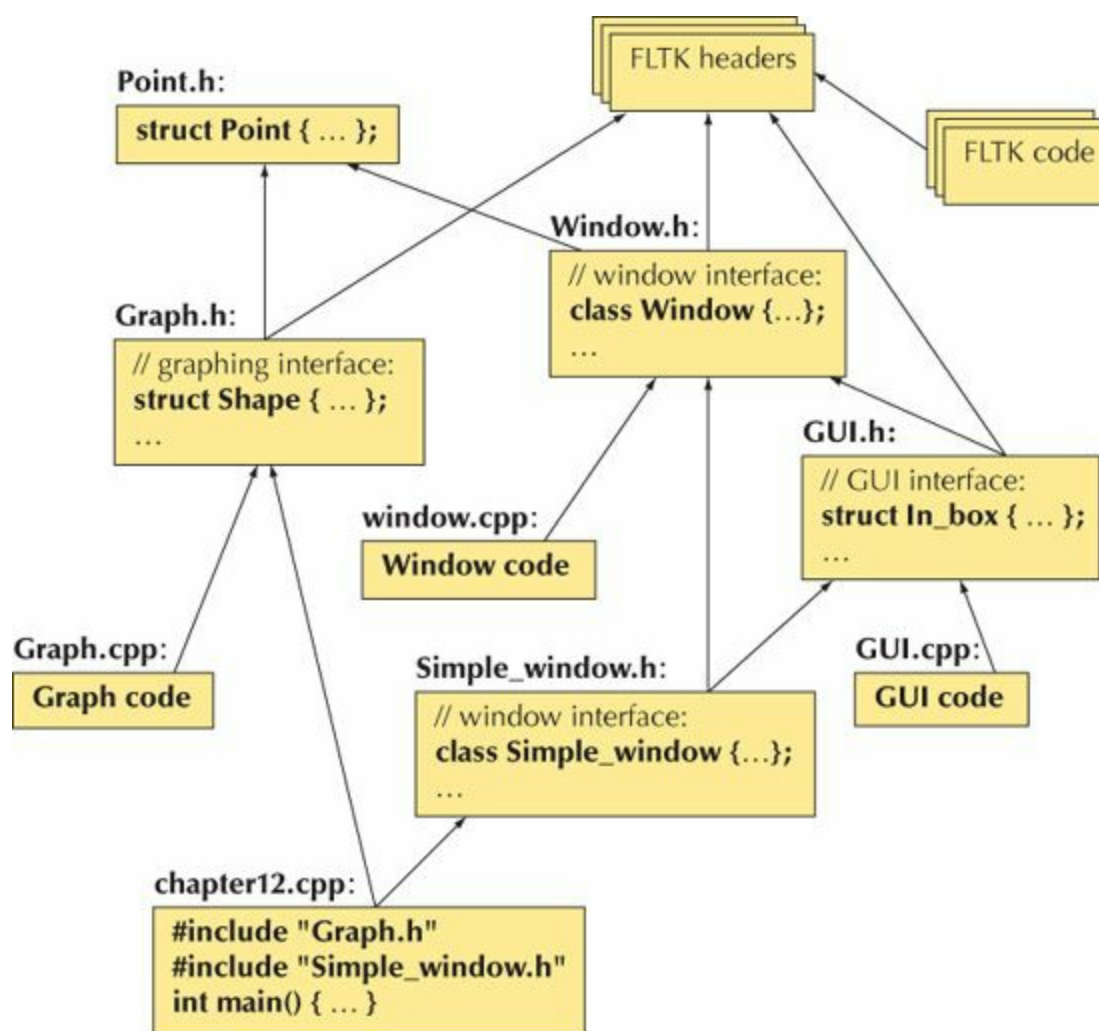 FLTK headers
Point.h:
struct Point { … };
FLTK code
Window.h:
// window interface:
class Window {…};
…
Graph.h:
// graphing interface:
struct Shape { … };
…
GUI.h:
// GUI interface:
struct In_box { … };
…
window.cpp:
Window code
Graph.cpp:
Graph code
Simple_window.h:
// window interface:
class Simple_window {…};
…
GUI.cpp:
GUI code
chapter12.cpp:
#include "Graph.h"
#include "Simple_window.h"
int main() { … }